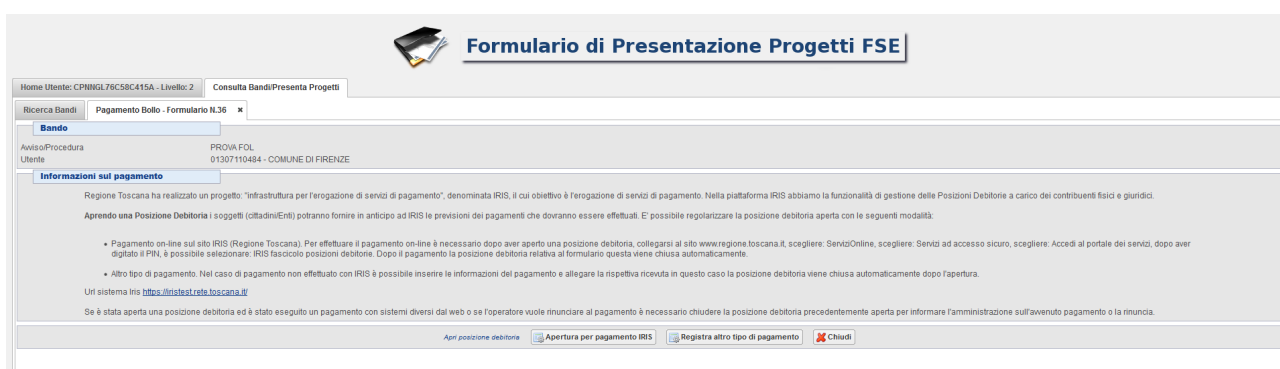 Formulario di Presentazione Progetti FSE
Home Utente: CPNNGL76C58C415A - Livello: 2 Consulta Bandi/Presenta Progetti
Ricerca Bandi Pagamento Bollo - Formulario N.36 ×
Bando
Avviso/Procedura PROVA FOL
Utente 01307110484 - COMUNE DI FIRENZE
Informazioni sul pagamento
Regione Toscana ha realizzato un progetto: "infrastruttura per l'erogazione di servizi di pagamento", denominata IRIS, il cui obiettivo è l'erogazione di servizi di pagamento. Nella piattaforma IRIS abbiamo la funzionalità di gestione delle Posizioni Debitorie a carico dei contribuenti fisici e giuridici.
Aprendo una Posizione Debitoria i soggetti (cittadini/Enti) potranno fornire in anticipo ad IRIS le previsioni dei pagamenti che dovranno essere effettuati. E' possibile regolarizzare la posizione debitoria aperta con le seguenti modalità:
• Pagamento on-line sul sito IRIS (Regione Toscana). Per effettuare il pagamento on-line è necessario dopo aver aperto una posizione debitoria, collegarsi al sito www.regione.toscana.it, scegliere: ServiziOnline, scegliere: Servizi ad accesso sicuro, scegliere: Accedi al portale dei servizi, dopo aver
digitato il PIN, è possibile selezionare: IRIS fascicolo posizioni debitorie. Dopo il pagamento la posizione debitoria relativa al formulario questa viene chiusa automaticamente.
• Altro tipo di pagamento. Nel caso di pagamento non effettuato con IRIS è possibile inserire le informazioni del pagamento e allegare la rispettiva ricevuta in questo caso la posizione debitoria viene chiusa automaticamente dopo l'apertura.
Url sistema Iris https://iristest.rete.toscana.it/
Se è stata aperta una posizione debitoria ed è stato eseguito un pagamento con sistemi diversi dal web o se l'operatore vuole rinunciare al pagamento è necessario chiudere la posizione debitoria precedentemente aperta per informare l'amministrazione sull'avvenuto pagamento o la rinuncia.
Apri posizione debitoria Apertura per pagamento IRIS Registra altro tipo di pagamento Chiudi